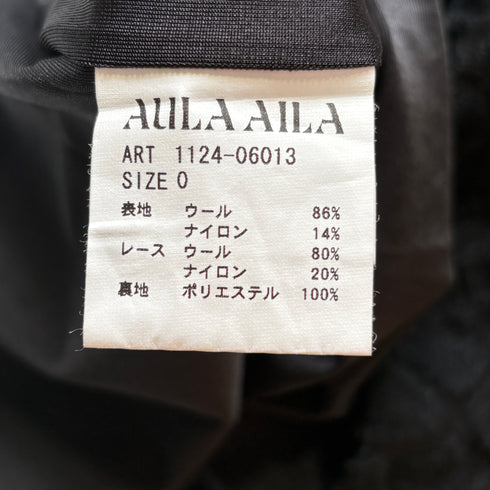 AULA AILA
ART 1124-06013
SIZE 0
表地 ウール 86%
ナイロン 14%
レース ウール 80%
ナイロン 20%
裏地 ポリエステル 100%